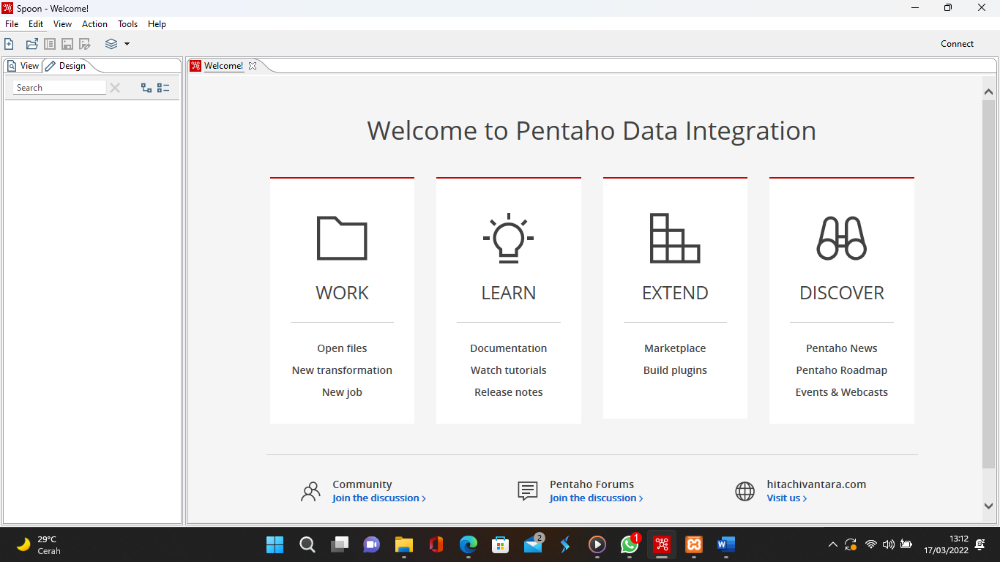 Spoon - Welcome!
File Edit View Action Tools Help
Connect
View Design
Welcome!
Search
Welcome to Pentaho Data Integration
WORK
Open files
New transformation
New job
LEARN
Documentation
Watch tutorials
Release notes
EXTEND
Marketplace
Build plugins
DISCOVER
Pentaho News
Pentaho Roadmap
Events & Webcasts
Community
Join the discussion >
Pentaho Forums
Join the discussion >
hitachivantara.com
Visit us >
29°C
Cerah
2
1
13:12
17/03/2022